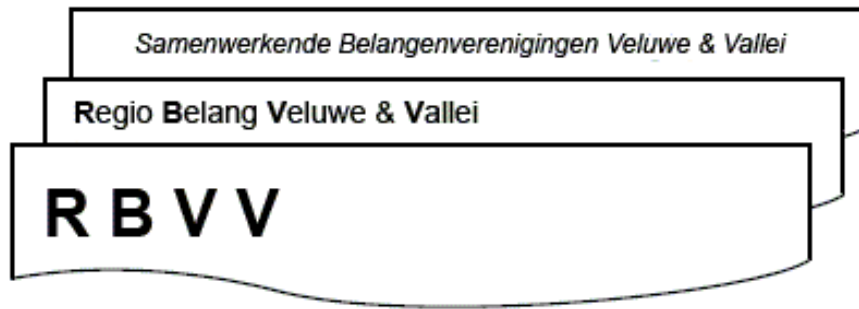 Samenwerkende Belangenverenigingen Veluwe & Vallei
Regio Belang Veluwe & Vallei
R B V V